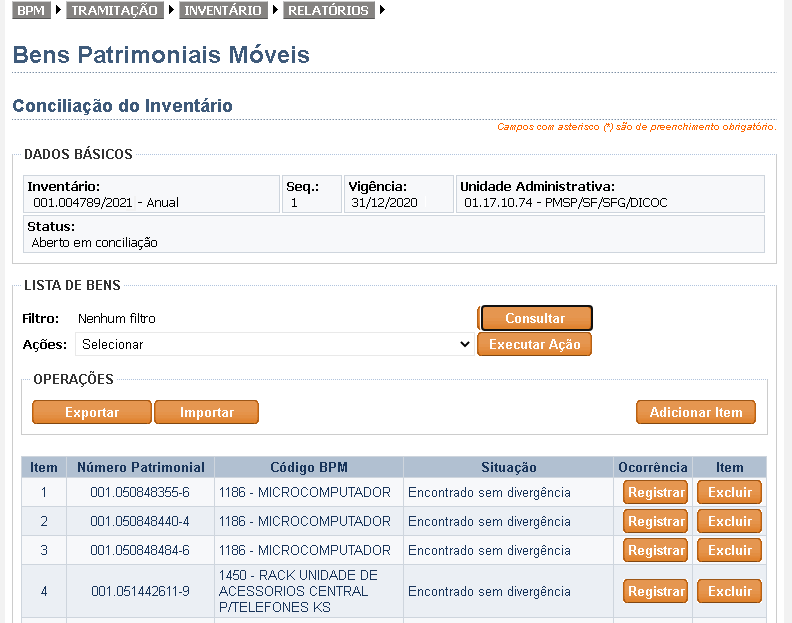 BPM TRAMITAÇÃO INVENTÁRIO RELATÓRIOS
Bens Patrimoniais Móveis
Conciliação do Inventário
Campos com asterisco (*) são de preenchimento obrigatório.
DADOS BÁSICOS
Inventário: Seq.: Vigência: Unidade Administrativa:
001.004789/2021 - Anual 1 31/12/2020 01.17.10.74 - PMSP/SF/SFG/DICOC
Status:
Aberto em conciliação
LISTA DE BENS
Filtro: Nenhum filtro Consultar
Ações: Selecionar Executar Ação
OPERAÇÕES
Exportar Importar Adicionar Item
Item Número Patrimonial Código BPM Situação Ocorrência Item
1 001.050848355-6 1186 - MICROCOMPUTADOR Encontrado sem divergência Registrar Excluir
2 001.050848440-4 1186 - MICROCOMPUTADOR Encontrado sem divergência Registrar Excluir
3 001.050848484-6 1186 - MICROCOMPUTADOR Encontrado sem divergência Registrar Excluir
4 001.051442611-9 1450 - RACK UNIDADE DE
ACESSORIOS CENTRAL
P/TELEFONES KS Encontrado sem divergência Registrar Excluir